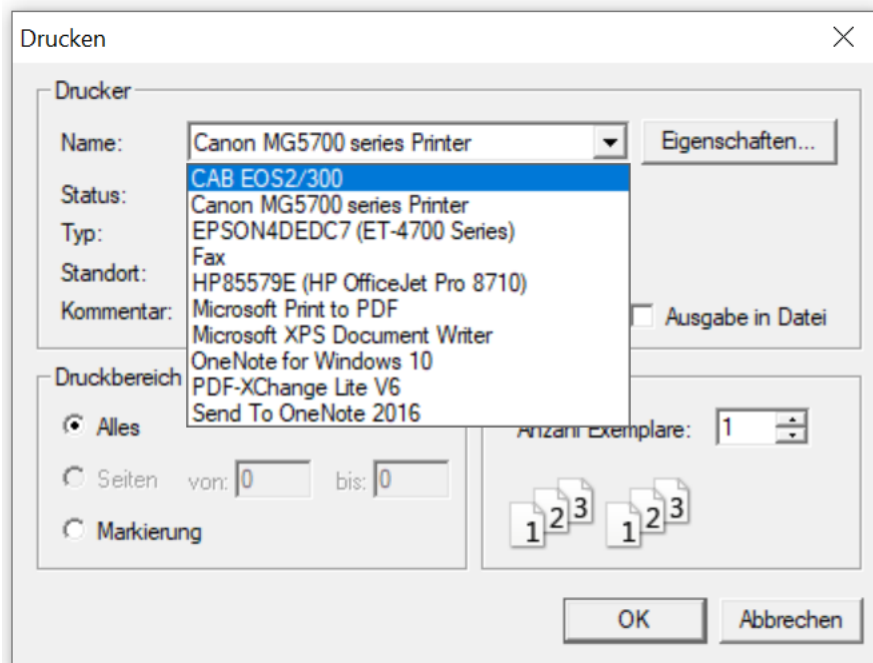 Drucken
Drucker
Name: Canon MG5700 series Printer Eigenschaften...
CAB EOS2/300
Status:
Canon MG5700 series Printer
Typ:
EPSON4DEDC7 (ET-4700 Series)
Fax
Standort:
HP85579E (HP OfficeJet Pro 8710)
Kommentar:
Microsoft Print to PDF
Ausgabe in Datei
Microsoft XPS Document Writer
OneNote for Windows 10
Druckbereich
PDF-XChange Lite V6
Send To OneNote 2016
Alles
Anzahl Exemplare: 1
Seiten von: 0 bis: 0
1 2 3 1 2 3
Markierung
OK Abbrechen